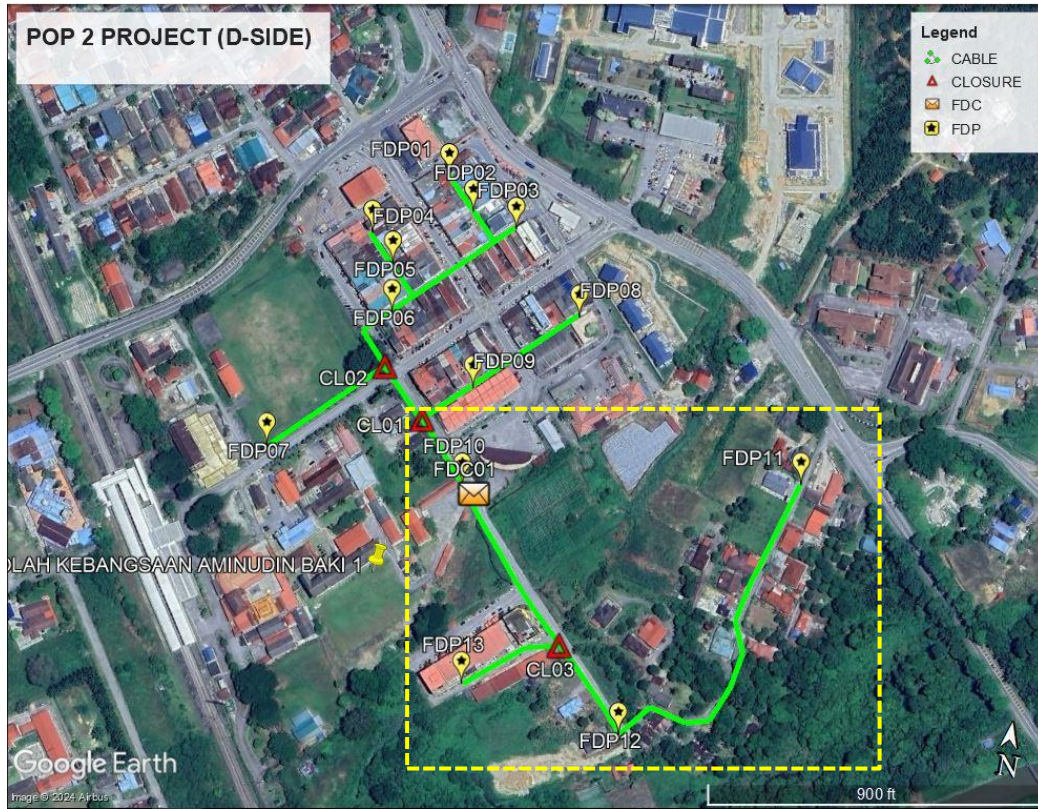 POP 2 PROJECT (D-SIDE)
Legend
CABLE
CLOSURE
FDC
FDP
FDP01
FDP02
FDP03
FDP04
FDP05
FDP06
FDP08
FDP09
CL02
CL01
FDP07
FDP10
FDC01
FDP11
OLAH KEBANGSAAN AMINUDIN BAKI 1
FDP13
CL03
FDP12
Google Earth
Image © 2024 Airbus
900 ft
N